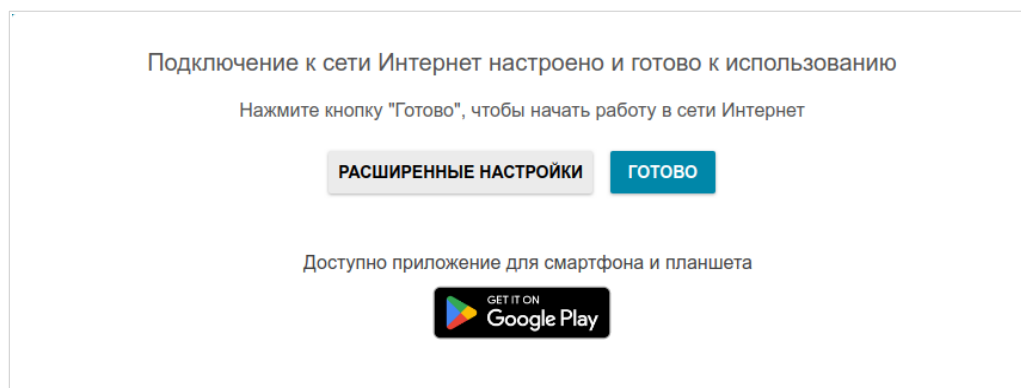 Подключение к сети Интернет настроено и готово к использованию
Нажмите кнопку "Готово", чтобы начать работу в сети Интернет
РАСШИРЕННЫЕ НАСТРОЙКИ ГОТОВО
Доступно приложение для смартфона и планшета
GET IT ON
Google Play